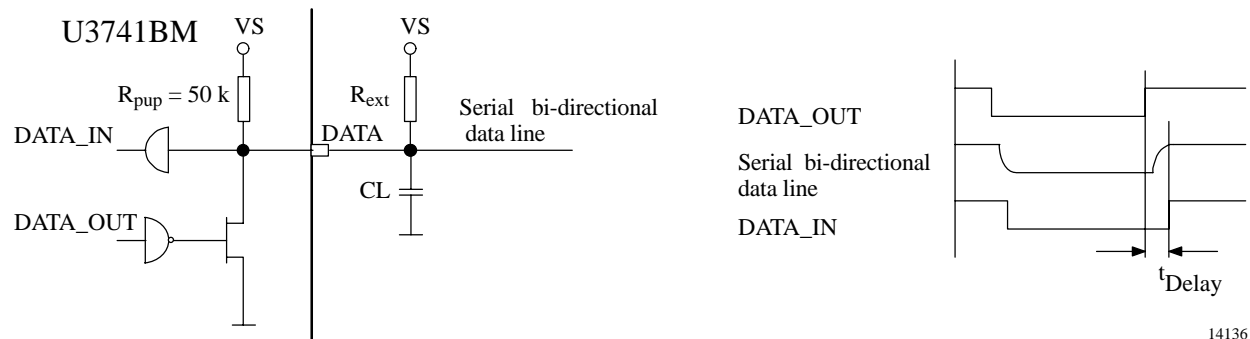 U3741BM
VS
VS
Rpup = 50 k
Rext
DATA_IN
DATA
Serial bi-directional
data line
CL
DATA_OUT
DATA_OUT
Serial bi-directional
data line
DATA_IN
tDelay
14136